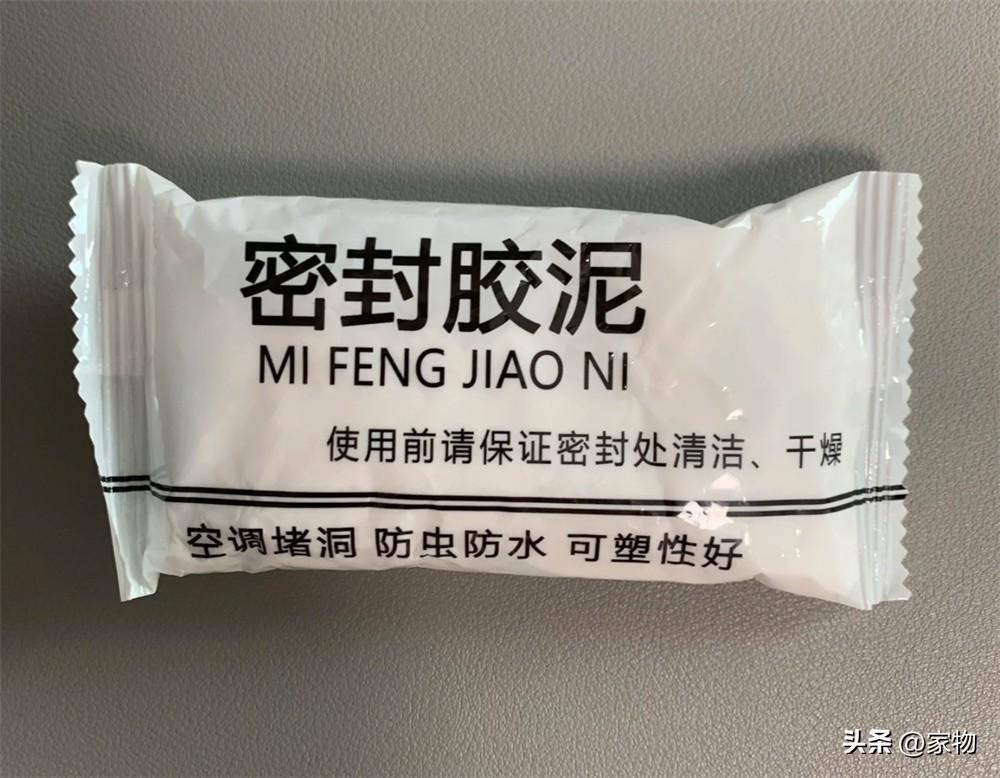 密封胶泥
MI FENG JIAO NI
使用前请保证密封处清洁、干燥
空调堵洞 防虫防水 可塑性好
头条 @家物